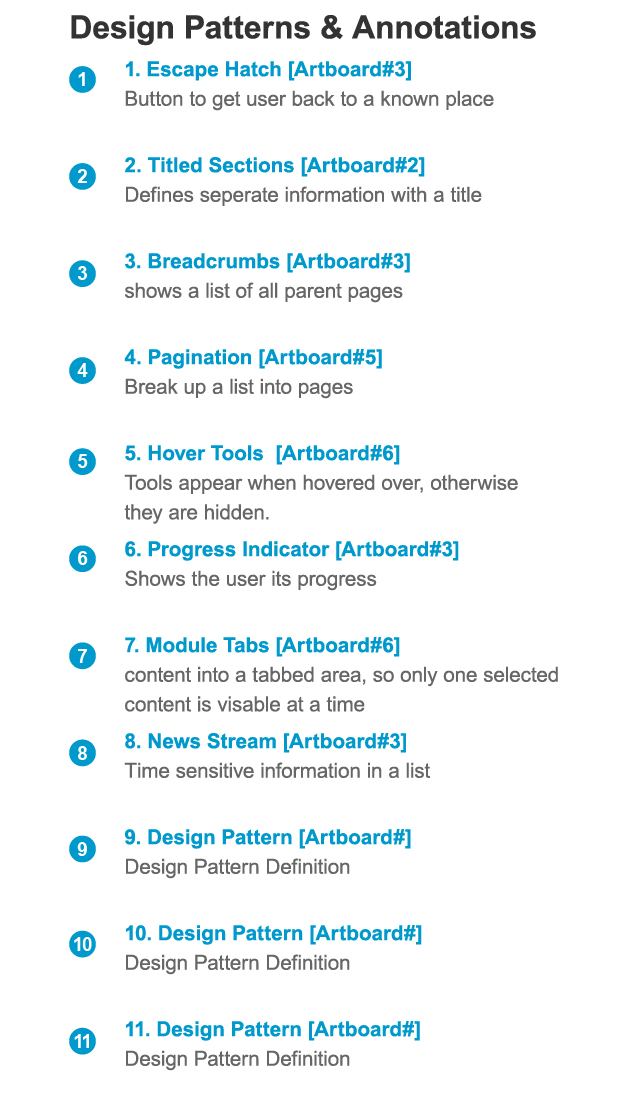 Design Patterns & Annotations
1 1. Escape Hatch [Artboard#3]
Button to get user back to a known place
2 2. Titled Sections [Artboard#2]
Defines seperate information with a title
3 3. Breadcrumbs [Artboard#3]
shows a list of all parent pages
4 4. Pagination [Artboard#5]
Break up a list into pages
5 5. Hover Tools  [Artboard#6]
Tools appear when hovered over, otherwise
they are hidden.
6 6. Progress Indicator [Artboard#3]
Shows the user its progress
7 7. Module Tabs [Artboard#6]
content into a tabbed area, so only one selected
content is visable at a time
8 8. News Stream [Artboard#3]
Time sensitive information in a list
9 9. Design Pattern [Artboard#]
Design Pattern Definition
10 10. Design Pattern [Artboard#]
Design Pattern Definition
11 11. Design Pattern [Artboard#]
Design Pattern Definition